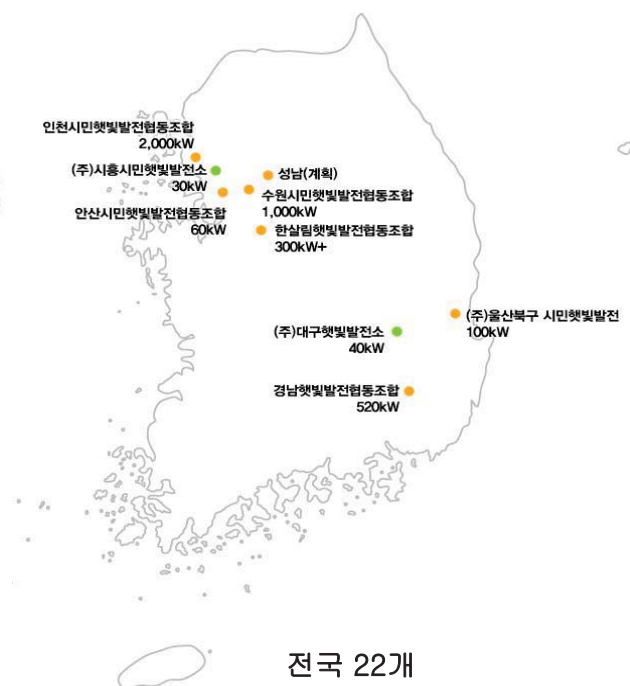 인천시민햇빛발전협동조합
2,000kW
(주)시흥시민햇빛발전소
30kW
성남(계획)
수원시민햇빛발전협동조합
1,000kW
안산시민햇빛발전협동조합
60kW
한살림햇빛발전협동조합
300kW+
(주)울산북구 시민햇빛발전
100kW
(주)대구햇빛발전소
40kW
경남햇빛발전협동조합
520kW
전국 22개